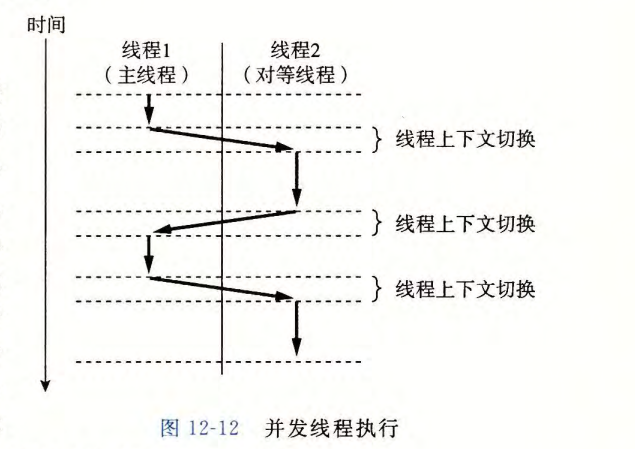 时间
线程1
（主线程）
线程2
（对等线程）
线程上下文切换
线程上下文切换
线程上下文切换
图 12-12 并发线程执行